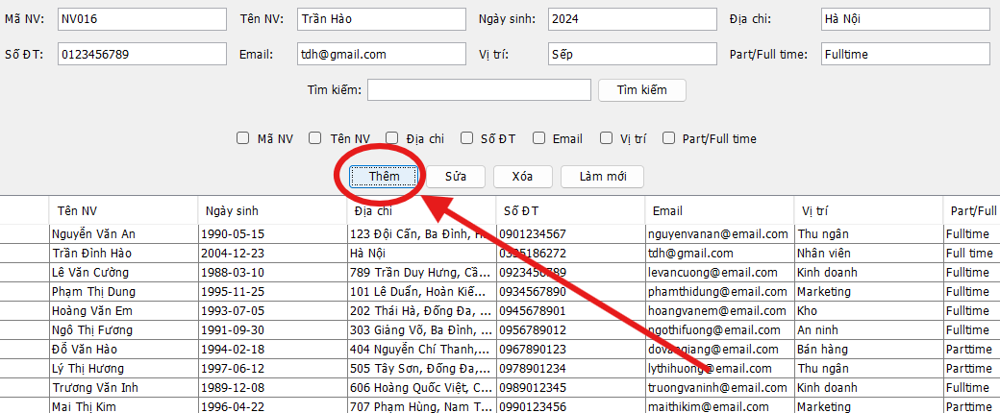 Mã NV: NV016 Tên NV: Trần Hào Ngày sinh: 2024 Địa chi: Hà Nội
Số ĐT: 0123456789 Email: tdh@gmail.com Vị trí: Sếp Part/Full time: Fulltime
Tìm kiếm: Tìm kiếm
Mã NV Tên NV Địa chi Số ĐT Email Vị trí Part/Full time
Thêm Sửa Xóa Làm mới
Tên NV Ngày sinh Địa chi Số ĐT Email Vị trí Part/Full
Nguyễn Văn An 1990-05-15 123 Đội Cấn, Ba Đình, 0901234567 nguyenvanan@email.com Thu ngân Fulltime
Trần Đình Hào 2004-12-23 Hà Nội 0335186272 tdh@gmail.com Nhân viên Full time
Lê Văn Cường 1988-03-10 789 Trần Duy Hưng, Cầ... 0923456789 levancuong@email.com Kinh doanh Fulltime
Phạm Thị Dung 1995-11-25 101 Lê Duẩn, Hoàn Kiế... 0934567890 phamthidung@email.com Marketing Fulltime
Hoàng Văn Em 1993-07-05 202 Thái Hà, Đống Đa, ... 0945678901 hoangvanem@email.com Kho Fulltime
Ngô Thị Fương 1991-09-30 303 Giảng Võ, Ba Đình, ... 0956789012 ngothifuong@email.com An ninh Fulltime
Đỗ Văn Hào 1994-02-18 404 Nguyễn Chí Thanh,... 0967890123 dovangiang@email.com Bán hàng Parttime
Lý Thị Hương 1997-06-12 505 Tây Sơn, Đống Đa,... 0978901234 lythihuong@email.com Thu ngân Parttime
Trương Văn Inh 1989-12-08 606 Hoàng Quốc Việt, C... 0989012345 truongvaninh@email.com Kinh doanh Fulltime
Mai Thị Kim 1996-04-22 707 Phạm Hùng, Nam T... 0990123456 maithikim@email.com Marketing Parttime